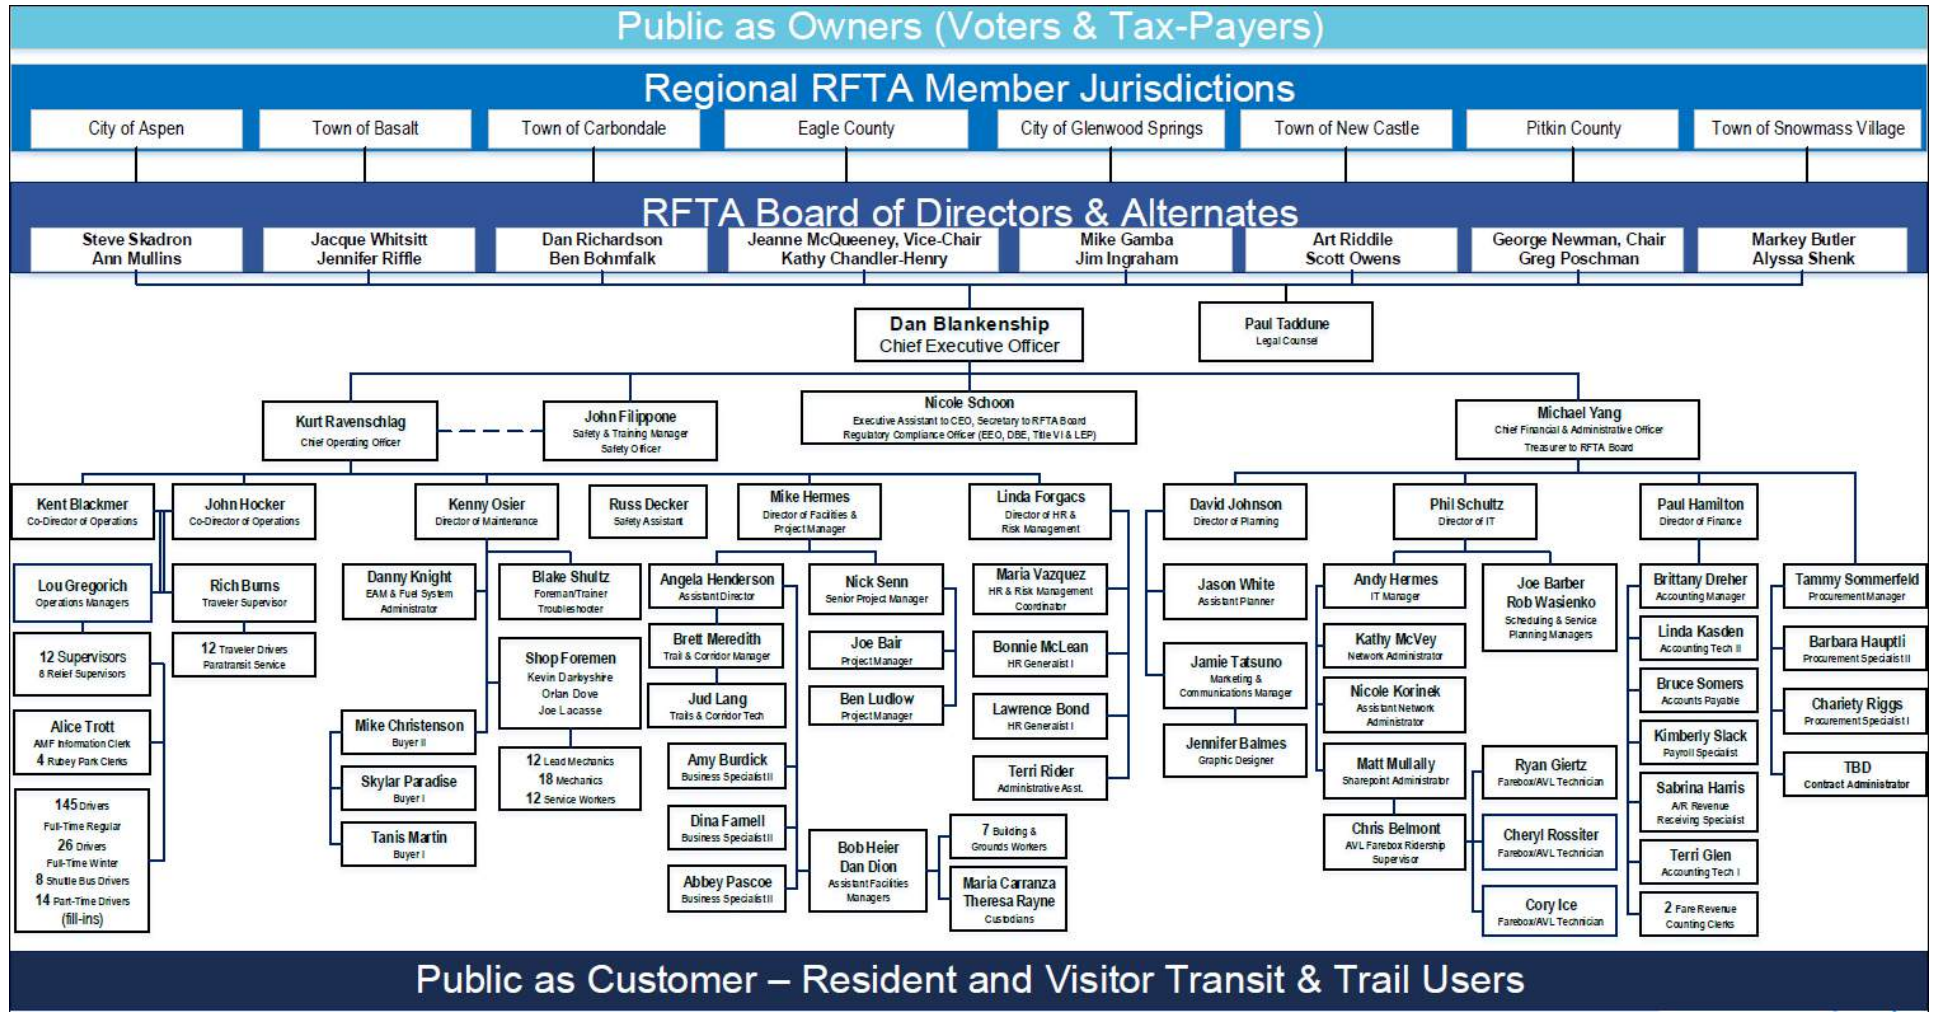 Public as Owners (Voters & Tax-Payers)
Regional RFTA Member Jurisdictions
City of Aspen
Town of Basalt
Town of Carbondale
Eagle County
City of Glenwood Springs
Town of New Castle
Pitkin County
Town of Snowmass Village
RFTA Board of Directors & Alternates
Steve Skadron
Ann Mullins
Jacque Whitsitt
Jennifer Riffle
Dan Richardson
Ben Bohmfalk
Jeanne McQueeney, Vice-Chair
Kathy Chandler-Henry
Mike Gamba
Jim Ingraham
Art Riddile
Scott Owens
George Newman, Chair
Greg Poschman
Markey Butler
Alyssa Shenk
Dan Blankenship
Chief Executive Officer
Paul Taddune
Legal Counsel
Kurt Ravenschlag
Chief Operating Officer
John Filippone
Safety & Training Manager
Safety Officer
Nicole Schoon
Executive Assistant to CEO, Secretary to RFTA Board
Regulatory Compliance Officer (EEO, DBE, Title VI & LEP)
Michael Yang
Chief Financial & Administrative Officer
Treasurer to RFTA Board
Kent Blackmer
Co-Director of Operations
John Hocker
Co-Director of Operations
Kenny Osier
Director of Maintenance
Russ Decker
Safety Assistant
Mike Hermes
Director of Facilities &
Project Manager
Linda Forgacs
Director of HR &
Risk Management
David Johnson
Director of Planning
Phil Schultz
Director of IT
Paul Hamilton
Director of Finance
Lou Gregorich
Operations Managers
Rich Burns
Traveler Supervisor
Danny Knight
EAM & Fuel System
Administrator
Blake Shultz
Foreman/Trainer
Troubleshooter
Angela Henderson
Assistant Director
Nick Senn
Senior Project Manager
Maria Vazquez
HR & Risk Management
Coordinator
Jason White
Assistant Planner
Andy Hermes
IT Manager
Joe Barber
Rob Wasienko
Scheduling & Service
Planning Managers
Brittany Dreher
Accounting Manager
Tammy Sommerfeld
Procurement Manager
12 Supervisors
8 Relief Supervisors
12 Traveler Drivers
Paratransit Service
Shop Foremen
Kevin Darbyshire
Orlan Dove
Joe Lacasse
Brett Meredith
Trail & Corridor Manager
Joe Bair
Project Manager
Bonnie McLean
HR Generalist I
Jamie Tatsuno
Marketing &
Communications Manager
Kathy McVey
Network Administrator
Linda Kasden
Accounting Tech II
Barbara Hauptli
Procurement Specialist II
Alice Trott
AMF Information Clerk
4 Rubey Park Clerks
Mike Christenson
Buyer II
Jud Lang
Trails & Corridor Tech
Ben Ludlow
Project Manager
Lawrence Bond
HR Generalist I
Nicole Korinek
Assistant Network
Administrator
Bruce Somers
Accounts Payable
Chariety Riggs
Procurement Specialist I
Jennifer Balmes
Graphic Designer
Kimberly Slack
Payroll Specialist
12 Lead Mechanics
18 Mechanics
12 Service Workers
Amy Burdick
Business Specialist II
Terri Rider
Administrative Asst.
Matt Mullally
Sharepoint Administrator
Ryan Giertz
Farebox/AVL Technician
TBD
Contract Administrator
Skylar Paradise
Buyer I
Sabrina Harris
A/R Revenue
Receiving Specialist
145 Drivers
Full-Time Regular
26 Drivers
Full-Time Winter
8 Shuttle Bus Drivers
14 Part-Time Drivers
(fill-ins)
Tanis Martin
Buyer I
Dina Farnell
Business Specialist II
Bob Heier
Dan Dion
Assistant Facilities
Managers
7 Building &
Grounds Workers
Chris Belmont
AVL Farebox Ridership
Supervisor
Cheryl Rossiter
Farebox/AVL Technician
Terri Glen
Accounting Tech I
Abbey Pascoe
Business Specialist II
Maria Carranza
Theresa Rayne
Custodians
Cory Ice
Farebox/AVL Technician
2 Fare Revenue
Counting Clerks
Public as Customer – Resident and Visitor Transit & Trail Users